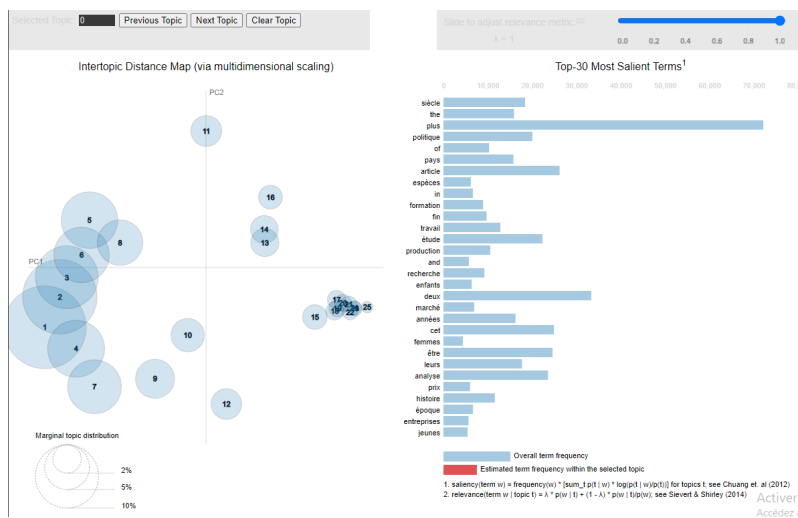 Selected Topic: 0 Previous Topic Next Topic Clear Topic
Slide to adjust relevance metric:(2)
λ = 1
0.0 0.2 0.4 0.6 0.8 1.0
Intertopic Distance Map (via multidimensional scaling)
PC2
PC1
11
16
5
14
8
13
6
3
2
17
25
15
22
1
10
4
9
7
12
Marginal topic distribution
2%
5%
10%
Top-30 Most Salient Terms1
0 10,000 20,000 30,000 40,000 50,000 60,000 70,000
siècle
the
plus
politique
of
pays
article
espèces
in
formation
fin
travail
étude
production
and
recherche
enfants
deux
marché
années
cet
femmes
être
leurs
analyse
prix
histoire
époque
entreprises
jeunes
Overall term frequency
Estimated term frequency within the selected topic
1. saliency(term w) = frequency(w) * [sum_t p(t | w) * log(p(t | w)/p(t))] for topics t; see Chuang et. al (2012)
2. relevance(term w | topic t) = λ * p(w | t) + (1 - λ) * p(w | t)/p(w); see Sievert & Shirley (2014)
Activer
Accédez